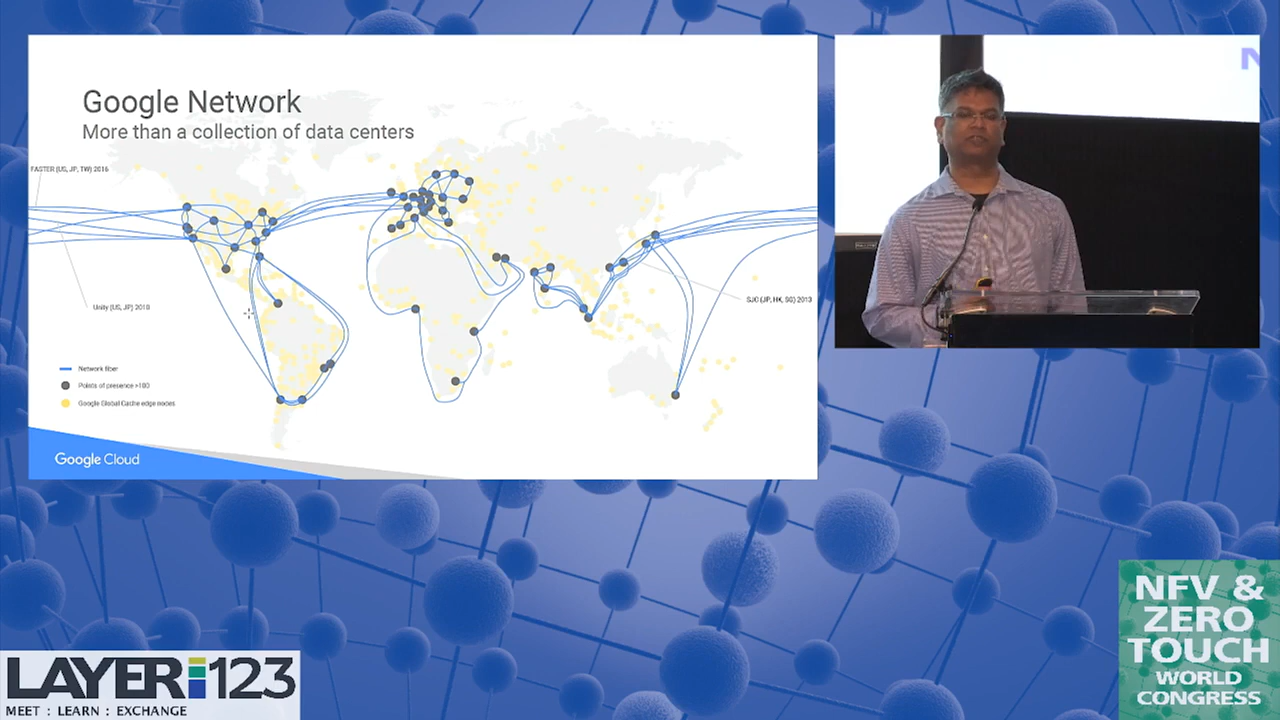 Google Network
More than a collection of data centers
FASTER (US, JP, TW) 2016
Unity (US, JP) 2010
SJC (JP, HK, SG) 2013
Network fiber
Points of presence >100
Google Global Cache edge nodes
Google Cloud
N
NFV &
ZERO
TOUCH
WORLD
CONGRESS
LAYER123
MEET : LEARN : EXCHANGE